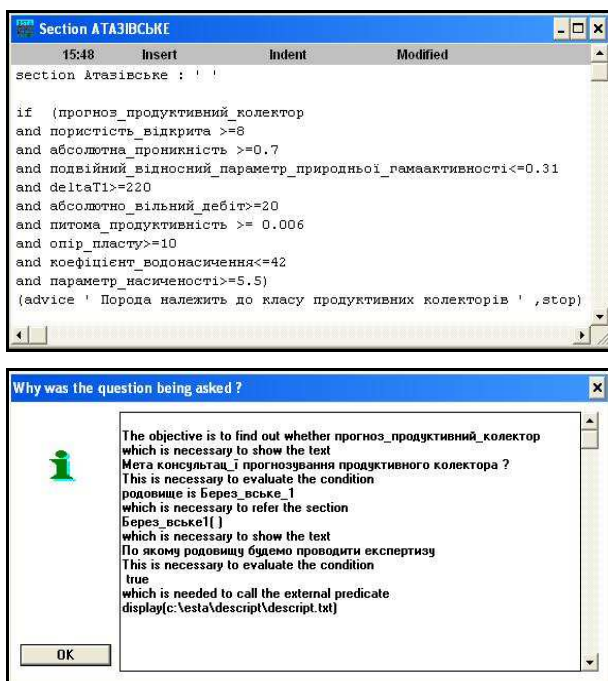 Section АТАЗІВСЬКЕ
15:48 Insert Indent Modified
section Атазівське : ' '
if (прогноз_продуктивний_колектор
and пористість_відкрита >=8
and абсолютна_проникність >=0.7
and подвійний_відносний_параметр_природньої_гамаактивності<=0.31
and deltaT1>=220
and абсолютно_вільний_дебіт>=20
and питома_продуктивність >= 0.006
and опір_пласту>=10
and коефіцієнт_водонасичення<=42
and параметр_насиченості>=5.5)
(advice ' Порода належить до класу продуктивних колекторів ' ,stop)
Why was the question being asked ?
The objective is to find out whether прогноз_продуктивний_колектор
which is necessary to show the text
Мета консультац_ї прогнозування продуктивного колектора ?
This is necessary to evaluate the condition
родовище is Берез_вське_1
which is necessary to refer the section
Берез_вське1( )
which is necessary to show the text
По якому родовищу будемо проводити експертизу
This is necessary to evaluate the condition
true
which is needed to call the external predicate
display(c:\esta\descript\descript.txt)
OK